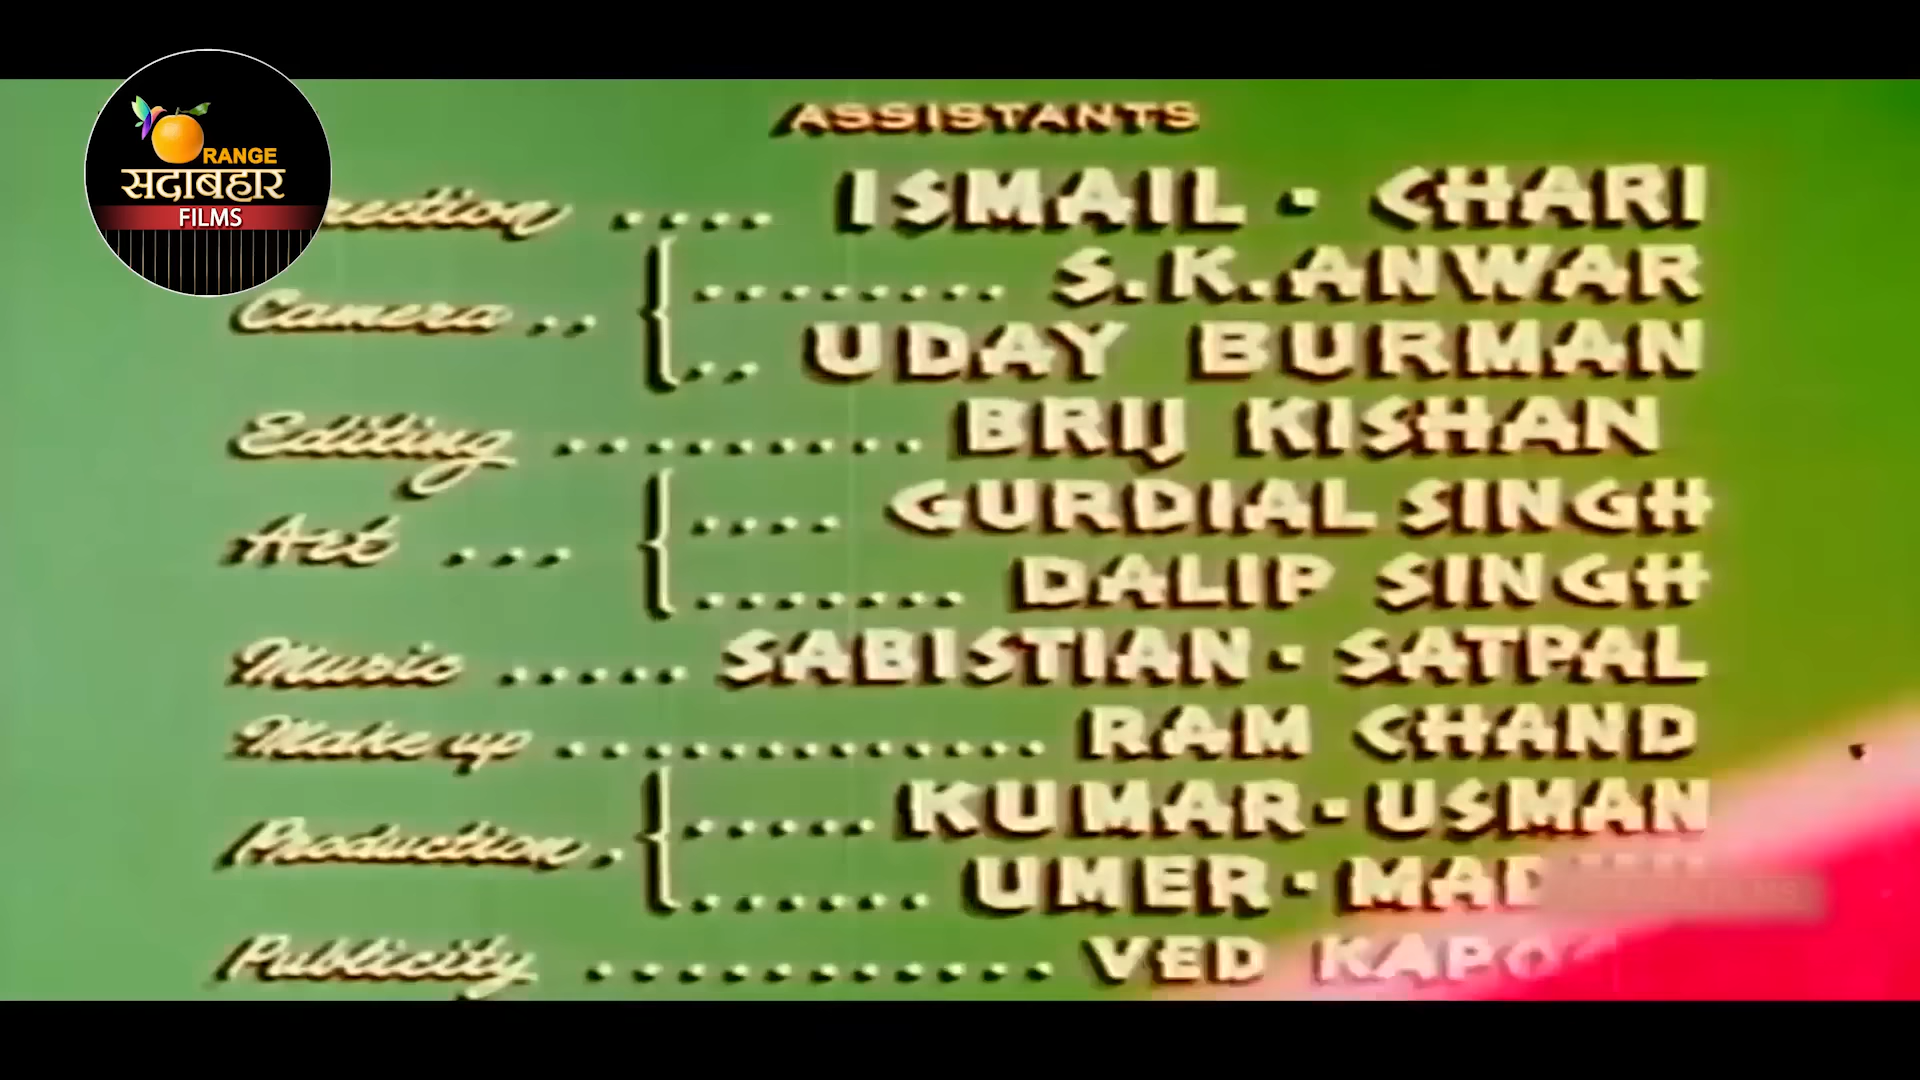 ORANGE
सदाबहार
FILMS
ASSISTANTS
.... ISMAIL · CHARI
Camera .. ........ S.K. ANWAR
.. UDAY BURMAN
Editing .......... BRIJ KISHAN
Art ... .... GURDIAL SINGH
....... DALIP SINGH
Music ..... SABISTIAN · SATPAL
Make up ............. RAM CHAND
Production . ..... KUMAR · USMAN
...... UMER ·
Publicity ............ VED